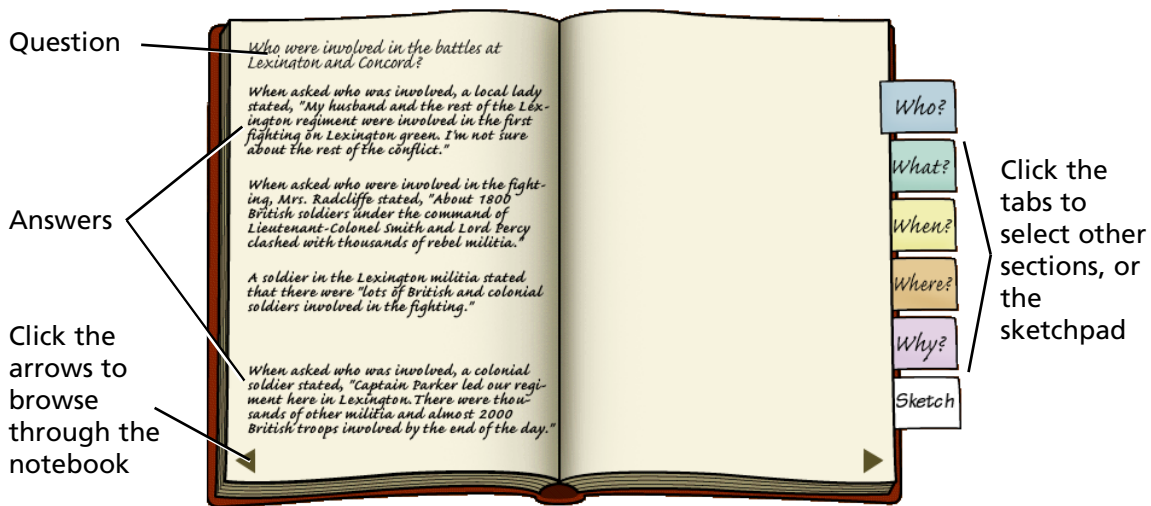 Question
Who were involved in the battles at
Lexington and Concord?
When asked who was involved, a local lady
stated, "My husband and the rest of the Lex-
ington regiment were involved in the first
fighting on Lexington green. I'm not sure
about the rest of the conflict."
Answers
When asked who were involved in the fight-
ing, Mrs. Radcliffe stated, "About 1800
British soldiers under the command of
Lieutenant-Colonel Smith and Lord Percy
clashed with thousands of rebel militia."
A soldier in the Lexington militia stated
that there were "lots of British and colonial
soldiers involved in the fighting."
When asked who was involved, a colonial
soldier stated, "Captain Parker led our regi-
ment here in Lexington. There were thou-
sands of other militia and almost 2000
British troops involved by the end of the day."
Click the
arrows to
browse
through the
notebook
Who?
What?
When?
Where?
Why?
Sketch
Click the
tabs to
select other
sections, or
the
sketchpad